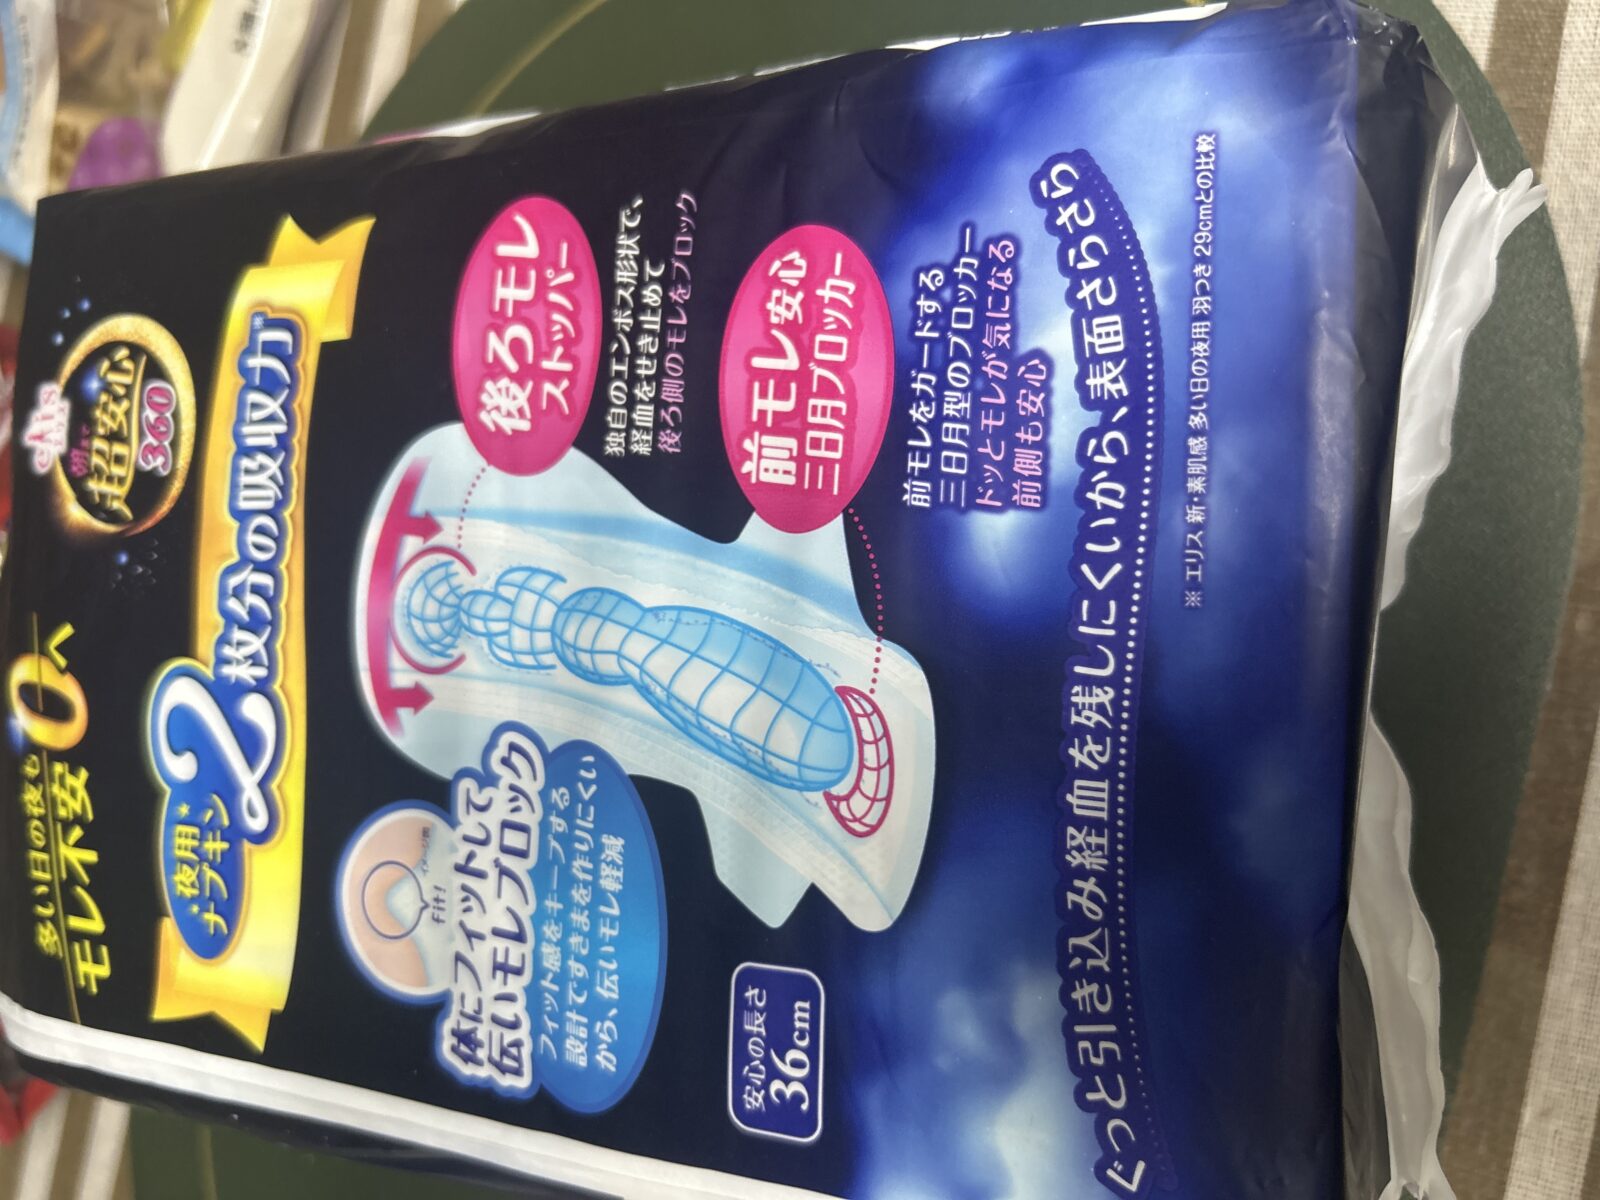 多い日の夜も
モレ不安0へ
elis
エリス
朝まで
超安心
360
夜用*
ナプキン
2枚分の吸収力*
後ろモレ
ストッパー
独自のエンボス形状で、
経血をせき止めて
後ろ側のモレをブロック
Fit!
イメージ図
体にフィットして
伝いモレブロック
フィット感をキープする
設計ですきまを作りにくい
から、伝いモレ軽減
前モレ安心
三日月ブロッカー
前モレをガードする
三日月型のブロッカー
ドッとモレが気になる
前側も安心
安心の長さ
36cm
ぐっと引き込み経血を残しにくいから、表面さらさら
※ エリス 新・素肌感 多い日の夜用 羽つき 29cmとの比較